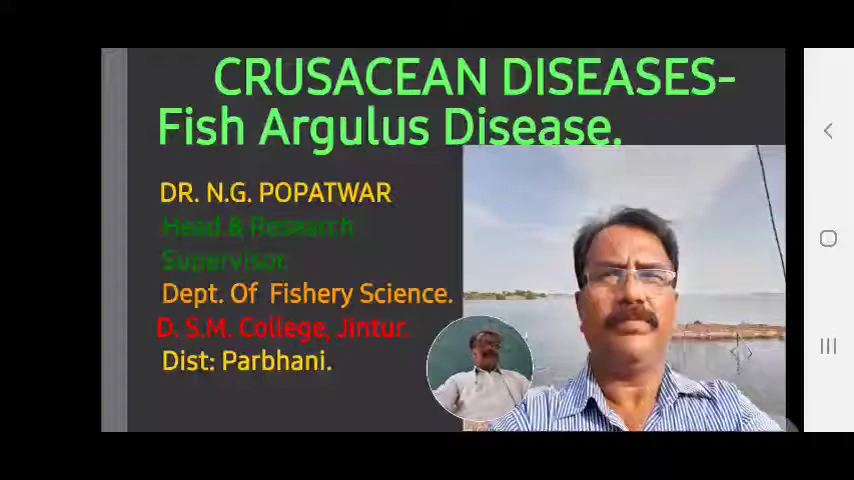 CRUSACEAN DISEASES-
Fish Argulus Disease.
DR. N.G. POPATWAR
Head & Research
Supervisor.
Dept. Of Fishery Science.
D. S.M. College, Jintur.
Dist: Parbhani.